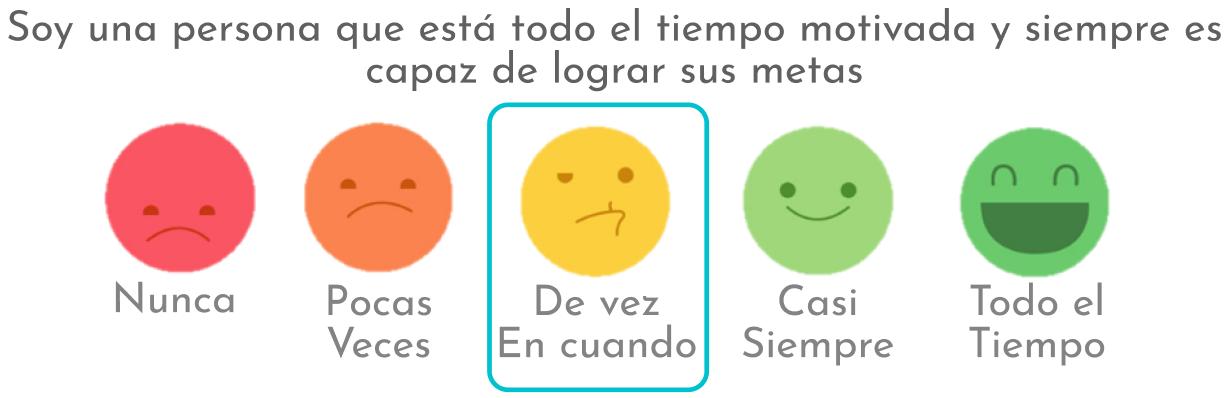 Soy una persona que está todo el tiempo motivada y siempre es
capaz de lograr sus metas
Nunca
Pocas
Veces
De vez
En cuando
Casi
Siempre
Todo el
Tiempo